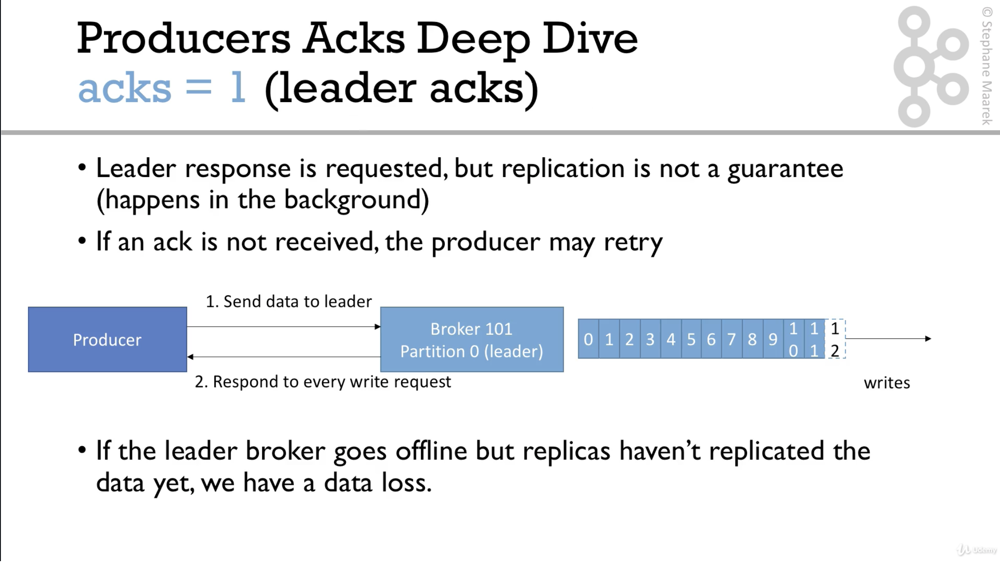 Producers Acks Deep Dive
acks = 1 (leader acks)
© Stephane Maarek
• Leader response is requested, but replication is not a guarantee
(happens in the background)
• If an ack is not received, the producer may retry
1. Send data to leader
Producer
Broker 101
Partition 0 (leader)
0 1 2 3 4 5 6 7 8 9 10 11 12
2. Respond to every write request
writes
• If the leader broker goes offline but replicas haven’t replicated the
data yet, we have a data loss.
Udemy